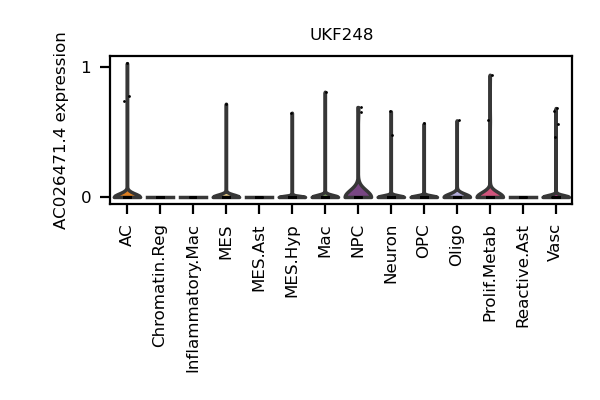 UKF248
AC026471.4 expression
1
0
AC
Chromatin.Reg
Inflammatory.Mac
MES
MES.Ast
MES.Hyp
Mac
NPC
Neuron
OPC
Oligo
Prolif.Metab
Reactive.Ast
Vasc